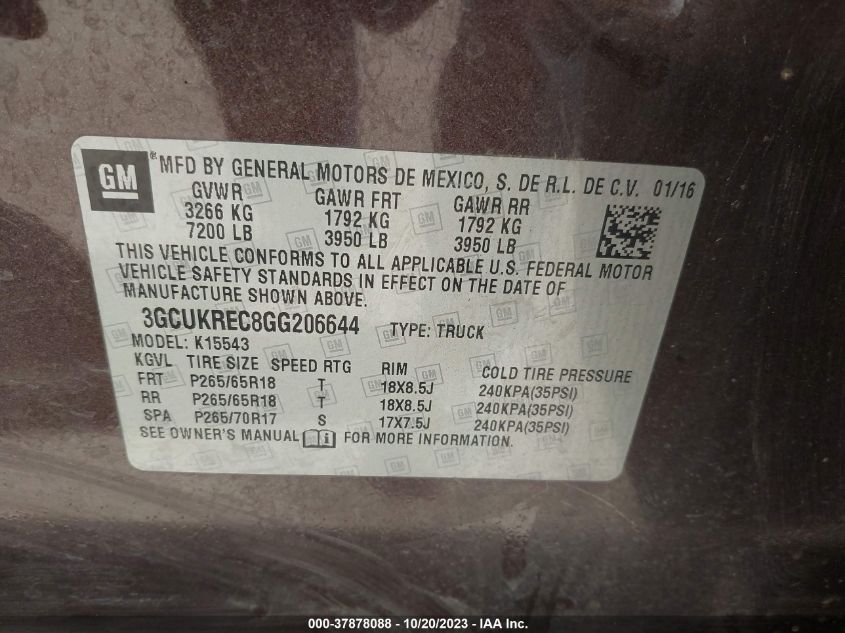 GM
® MFD BY GENERAL MOTORS DE MEXICO, S. DE R.L. DE C.V. 01/16
GVWR GAWR FRT GAWR RR
3266 KG 1792 KG 1792 KG
7200 LB 3950 LB 3950 LB
THIS VEHICLE CONFORMS TO ALL APPLICABLE U.S. FEDERAL MOTOR
VEHICLE SAFETY STANDARDS IN EFFECT ON THE DATE OF
MANUFACTURE SHOWN ABOVE.
3GCUKREC8GG206644 TYPE: TRUCK
MODEL: K15543
KGVL TIRE SIZE SPEED RTG RIM COLD TIRE PRESSURE
FRT P265/65R18 T 18X8.5J 240KPA(35PSI)
RR P265/65R18 T 18X8.5J 240KPA(35PSI)
SPA P265/70R17 S 17X7.5J 240KPA(35PSI)
SEE OWNER'S MANUAL FOR MORE INFORMATION.
000-37878088 - 10/20/2023 - IAA Inc.